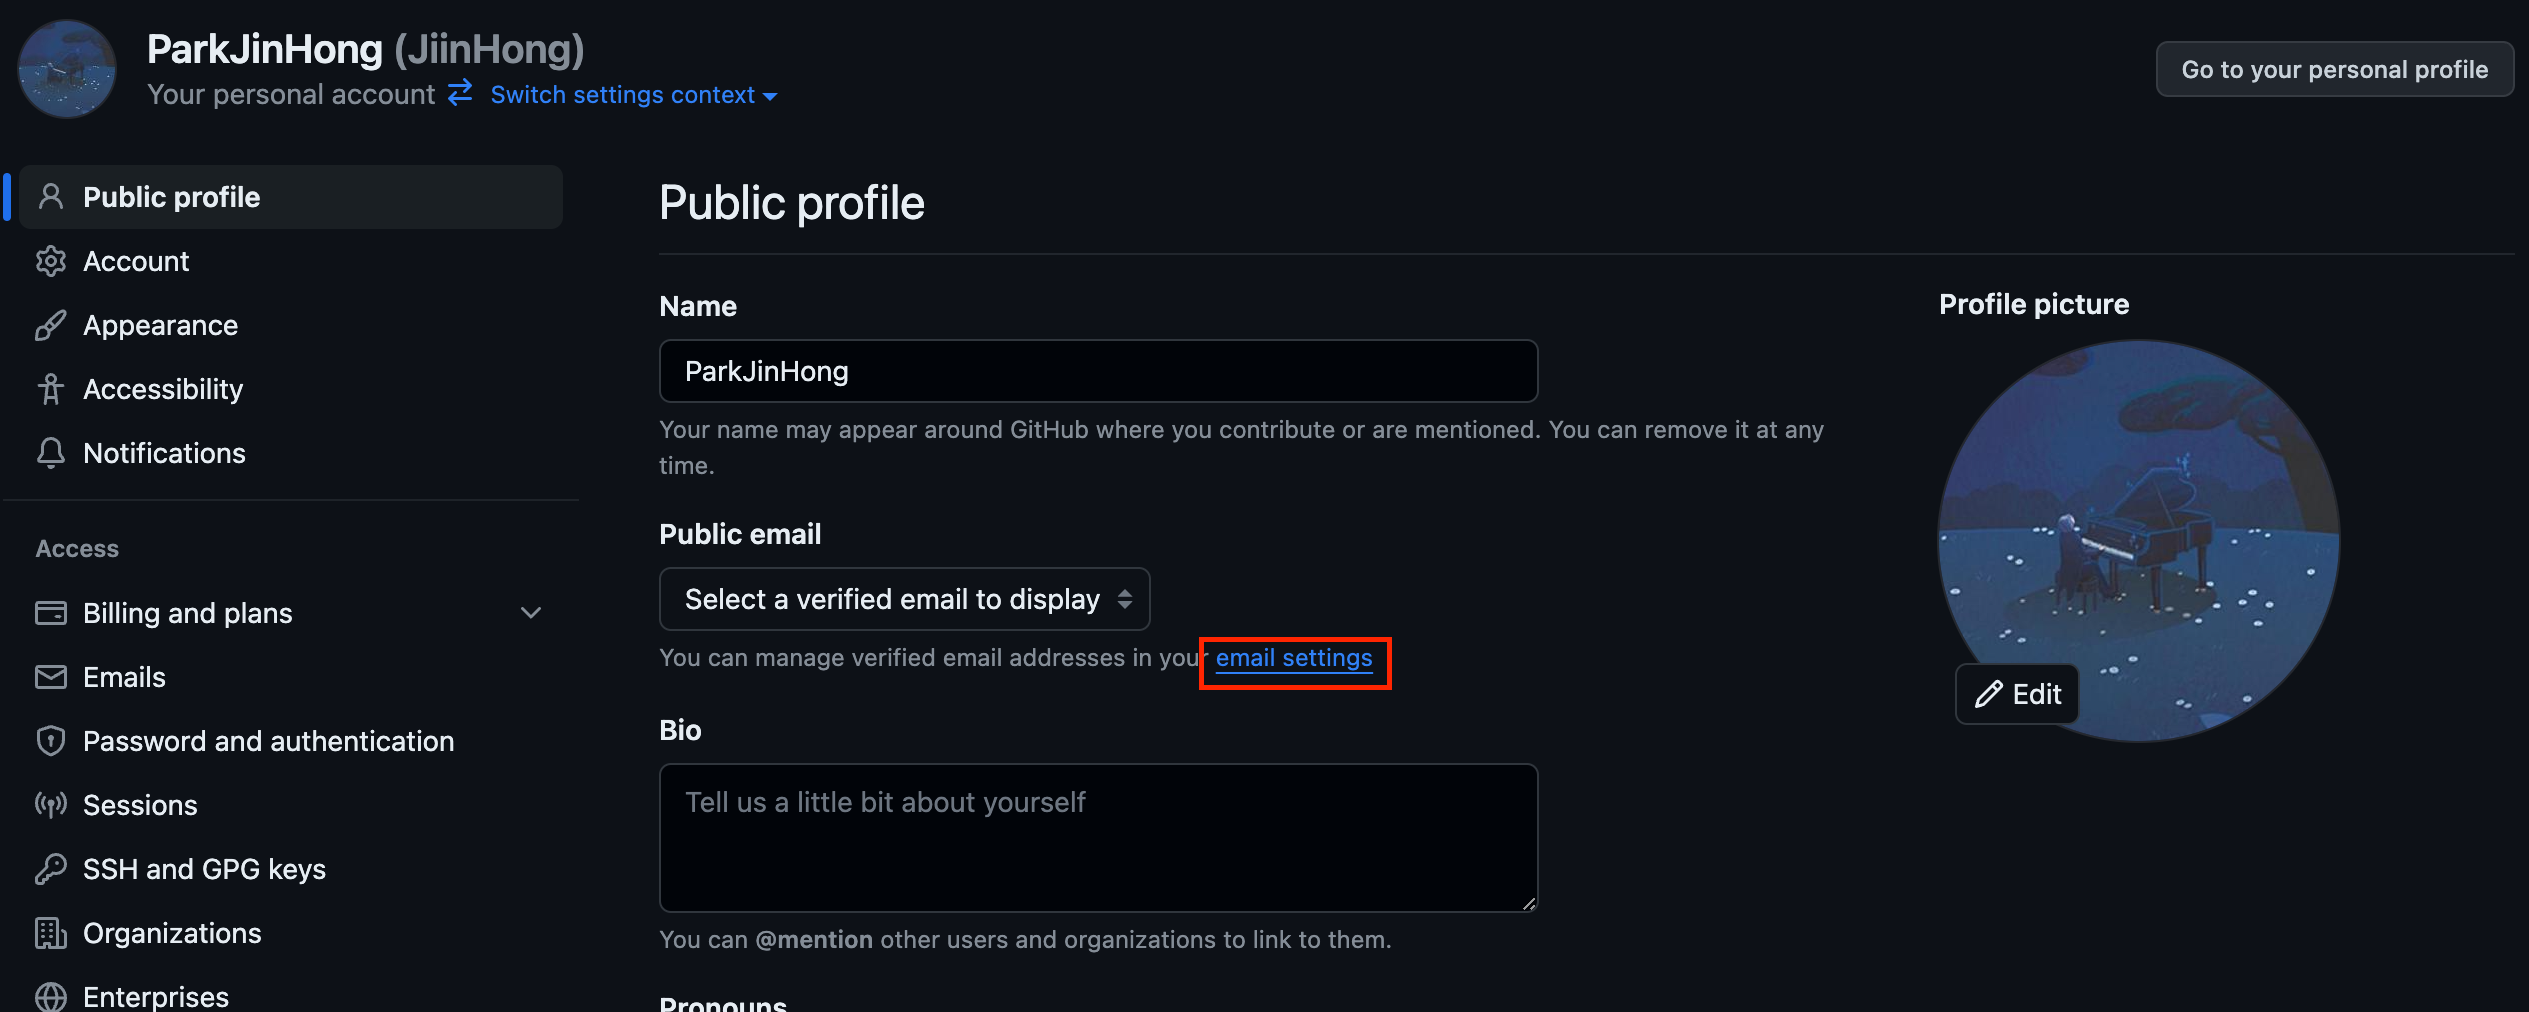 ParkJinHong (JiinHong)
Your personal account Switch settings context
Go to your personal profile
Public profile
Account
Appearance
Accessibility
Notifications
Access
Billing and plans
Emails
Password and authentication
Sessions
SSH and GPG keys
Organizations
Enterprises
Public profile
Name
ParkJinHong
Your name may appear around GitHub where you contribute or are mentioned. You can remove it at any
time.
Public email
Select a verified email to display
You can manage verified email addresses in your email settings
Bio
Tell us a little bit about yourself
You can @mention other users and organizations to link to them.
Pronouns
Profile picture
Edit